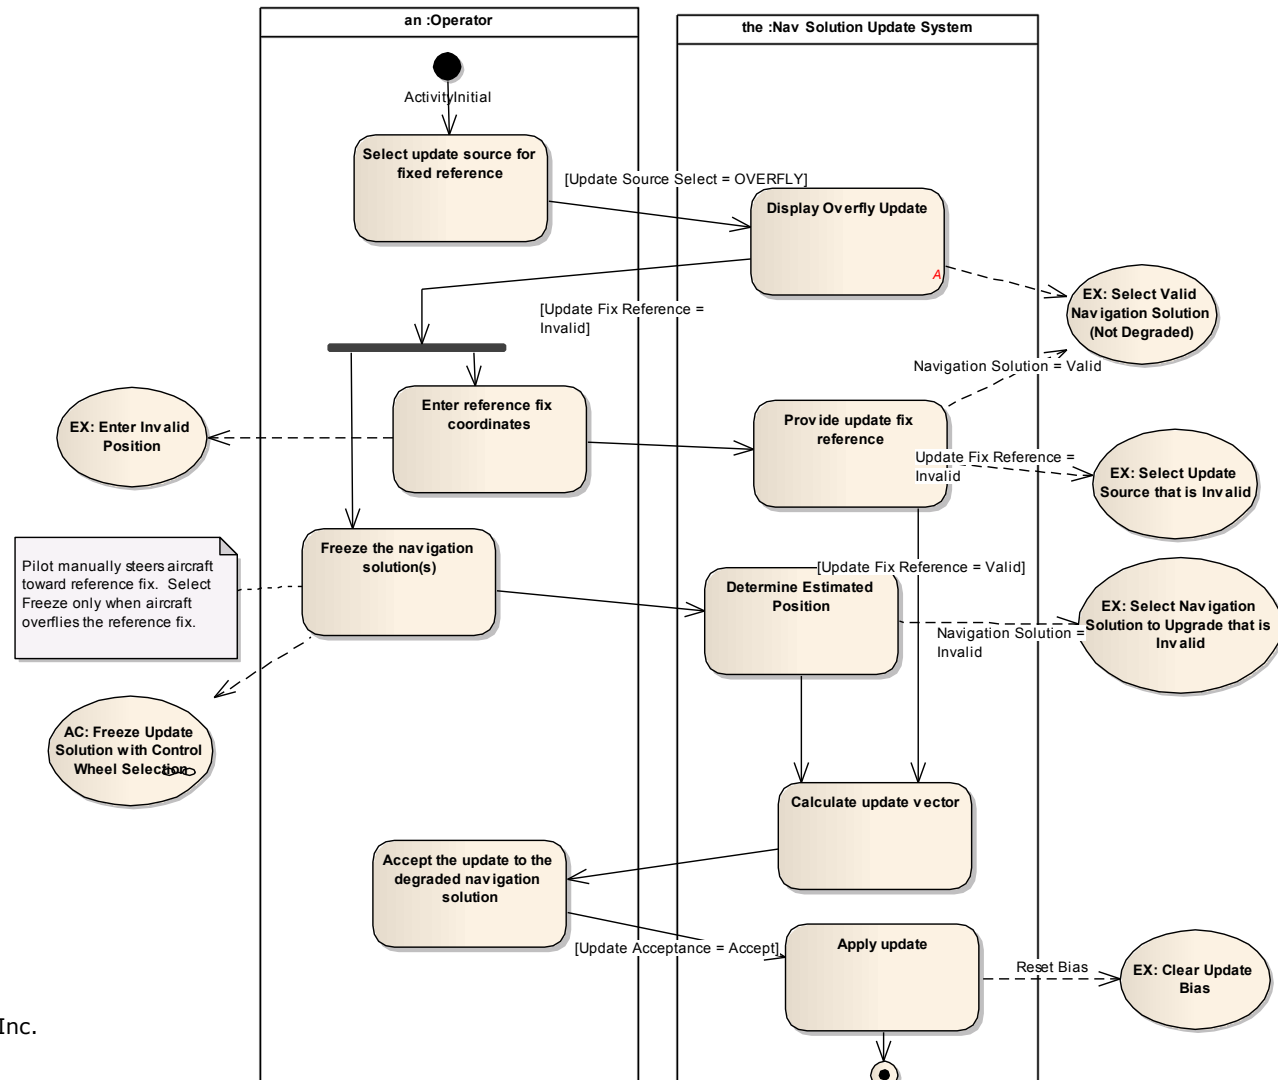 an :Operator
the :Nav Solution Update System
ActivityInitial
Select update source for
fixed reference
[Update Source Select = OVERFLY]
Display Overfly Update
A
[Update Fix Reference =
Invalid]
EX: Select Valid
Navigation Solution
(Not Degraded)
Navigation Solution = Valid
Enter reference fix
coordinates
EX: Enter Invalid
Position
Provide update fix
reference
Update Fix Reference =
Invalid
EX: Select Update
Source that is Invalid
Freeze the navigation
solution(s)
Pilot manually steers aircraft
toward reference fix.  Select
Freeze only when aircraft
overflies the reference fix.
[Update Fix Reference = Valid]
Determine Estimated
Position
Navigation Solution =
Invalid
EX: Select Navigation
Solution to Upgrade that is
Invalid
AC: Freeze Update
Solution with Control
Wheel Selection
Calculate update vector
Accept the update to the
degraded navigation
solution
[Update Acceptance = Accept]
Apply update
Reset Bias
EX: Clear Update
Bias
Inc.